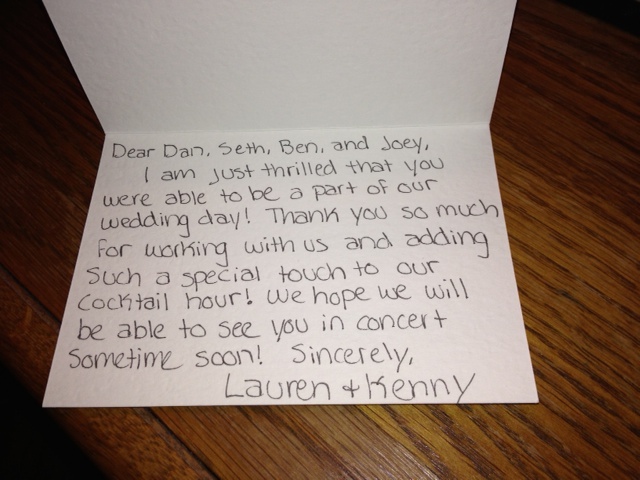 Dear Dan, Seth, Ben, and Joey,
I am just thrilled that you
were able to be a part of our
wedding day! Thank you so much
for working with us and adding
such a special touch to our
cocktail hour! We hope we will
be able to see you in concert
sometime soon! Sincerely,
Lauren + Kenny